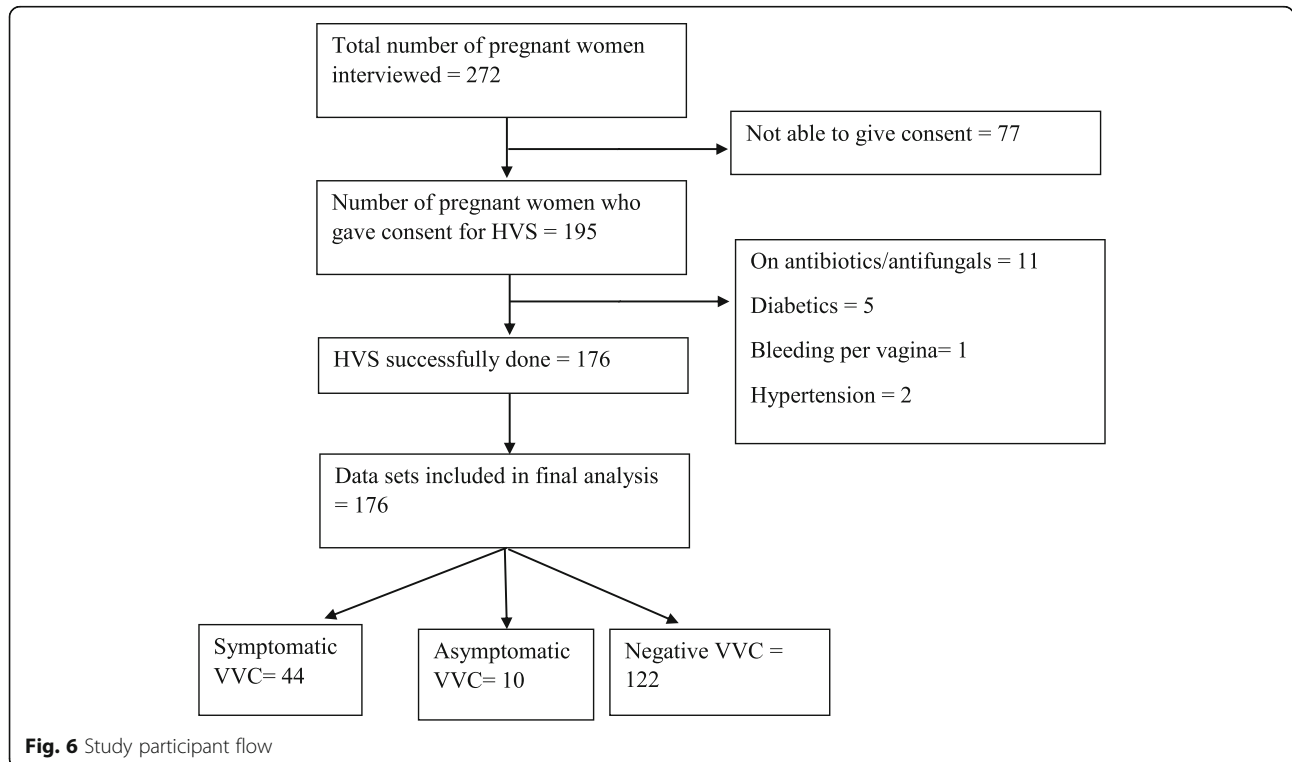 Total number of pregnant women
interviewed = 272
Not able to give consent = 77
Number of pregnant women who
gave consent for HVS = 195
On antibiotics/antifungals = 11
Diabetics = 5
Bleeding per vagina= 1
Hypertension = 2
HVS successfully done = 176
Data sets included in final analysis
= 176
Symptomatic
VVC= 44
Asymptomatic
VVC= 10
Negative VVC =
122
Fig. 6 Study participant flow